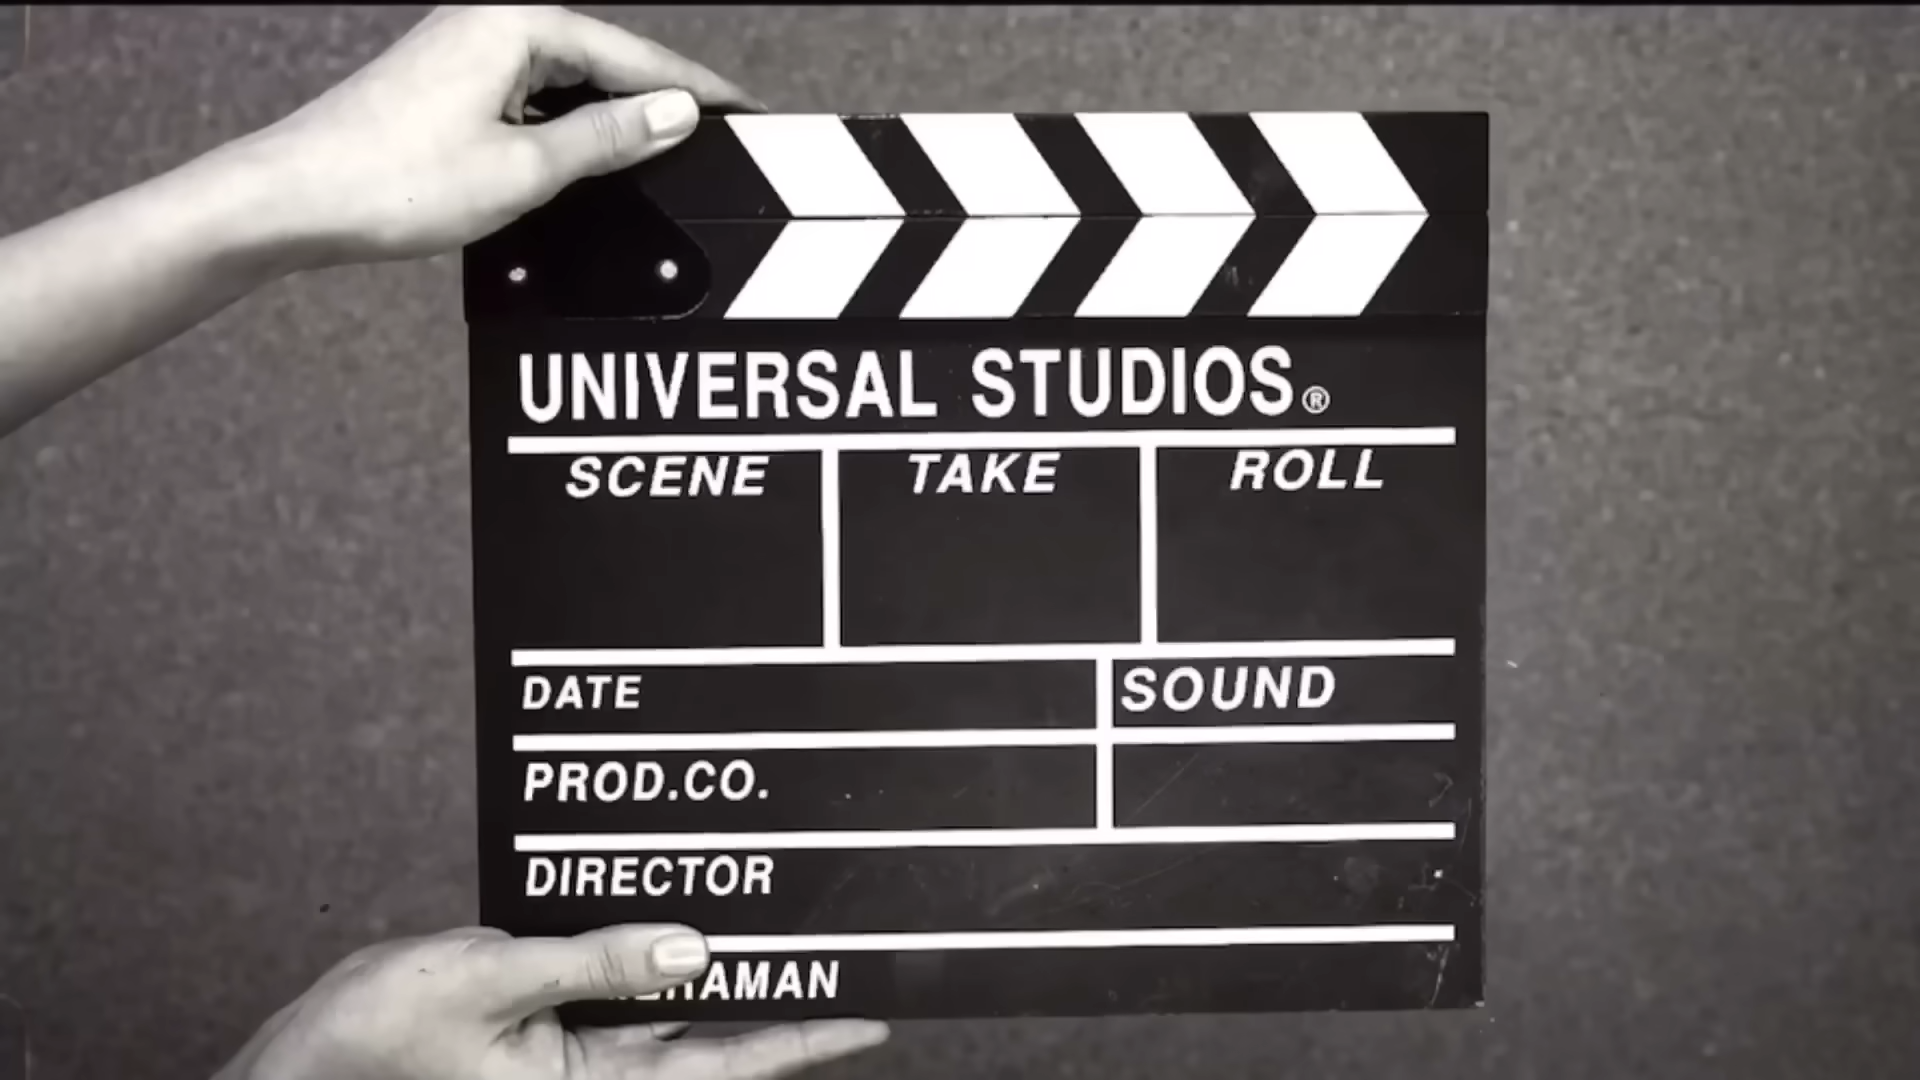 UNIVERSAL STUDIOS®
SCENE TAKE ROLL
DATE SOUND
PROD.CO.
DIRECTOR